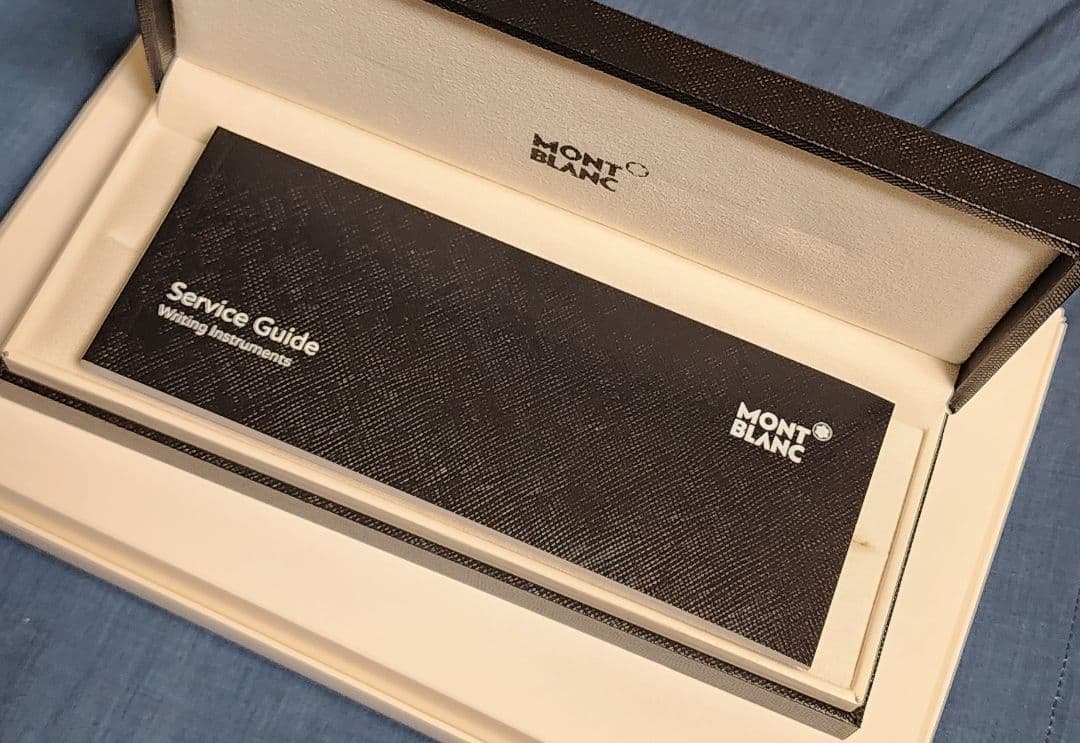 MONT
BLANC
Service Guide
Writing Instruments
MONT
BLANC